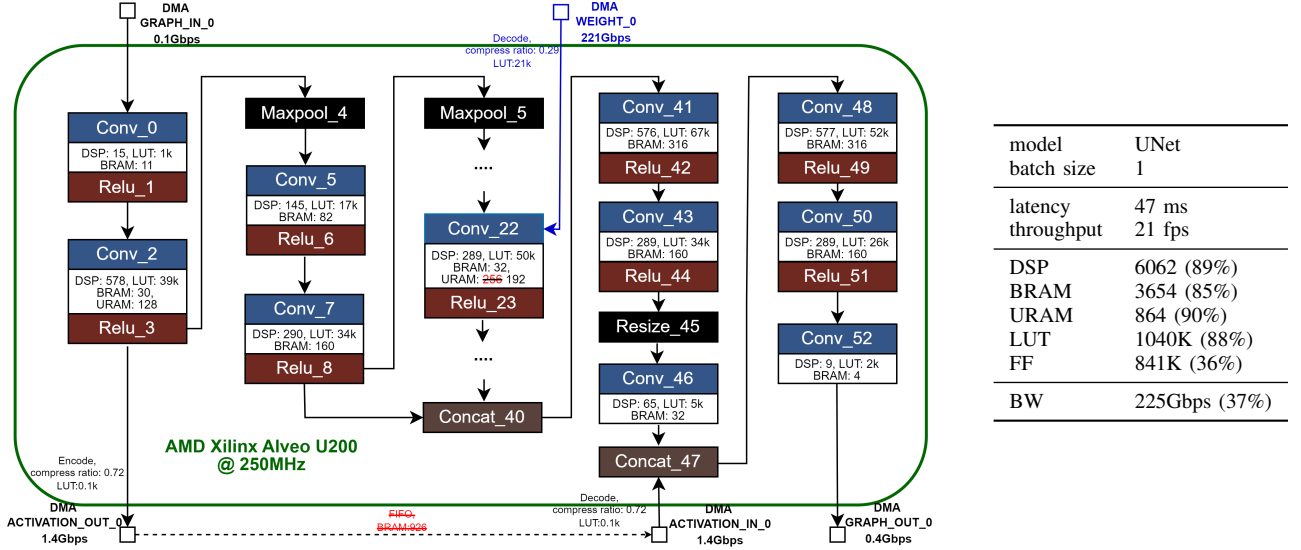 DMA
GRAPH_IN_0
0.1Gbps
DMA
WEIGHT_0
221Gbps
Decode,
compress ratio: 0.29
LUT:21k
Conv_0
DSP: 15, LUT: 1k
BRAM: 11
Relu_1
Conv_2
DSP: 578, LUT: 39k
BRAM: 30,
URAM: 128
Relu_3
Maxpool_4
Conv_5
DSP: 145, LUT: 17k
BRAM: 82
Relu_6
Conv_7
DSP: 290, LUT: 34k
BRAM: 160
Relu_8
Maxpool_5
....
Conv_22
DSP: 289, LUT: 50k
BRAM: 32,
URAM: 256 192
Relu_23
....
Concat_40
Conv_41
DSP: 576, LUT: 67k
BRAM: 316
Relu_42
Conv_43
DSP: 289, LUT: 34k
BRAM: 160
Relu_44
Resize_45
Conv_46
DSP: 65, LUT: 5k
BRAM: 32
Concat_47
Conv_48
DSP: 577, LUT: 52k
BRAM: 316
Relu_49
Conv_50
DSP: 289, LUT: 26k
BRAM: 160
Relu_51
Conv_52
DSP: 9, LUT: 2k
BRAM: 4
AMD Xilinx Alveo U200
@ 250MHz
Encode,
compress ratio: 0.72
LUT:0.1k
DMA
ACTIVATION_OUT_0
1.4Gbps
FIFO,
BRAM:926
Decode,
compress ratio: 0.72
LUT:0.1k
DMA
ACTIVATION_IN_0
1.4Gbps
DMA
GRAPH_OUT_0
0.4Gbps
model UNet
batch size 1
latency 47 ms
throughput 21 fps
DSP 6062 (89%)
BRAM 3654 (85%)
URAM 864 (90%)
LUT 1040K (88%)
FF 841K (36%)
BW 225Gbps (37%)